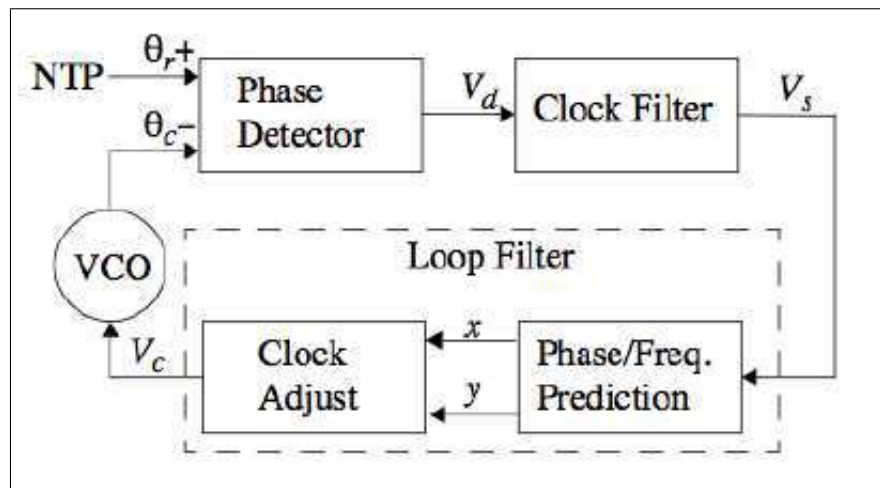 θr+
NTP
Phase
Detector
Vd
Clock Filter
Vs
θc−
VCO
Loop Filter
Vc
Clock
Adjust
x
y
Phase/Freq.
Prediction